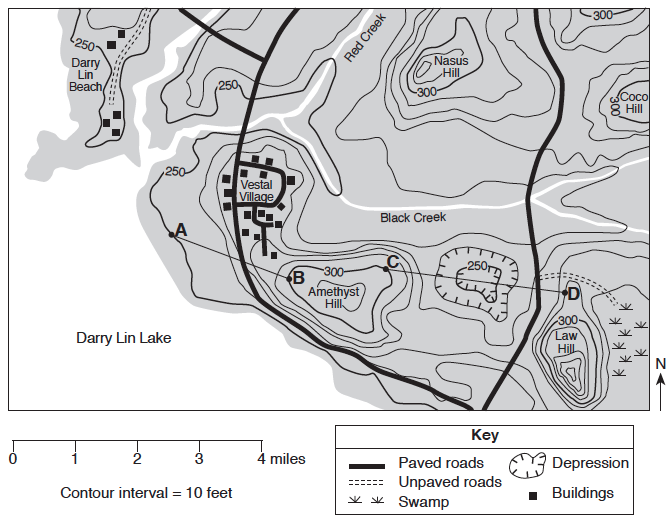 300
250
Darry
Lin
Beach
Red Creek
Nasus
Hill
300
250
Coco
Hill
300
250
Vestal
Village
Black Creek
A
B
300
Amethyst
Hill
C
250
D
300
Law
Hill
Darry Lin Lake
N
0 1 2 3 4 miles
Contour interval = 10 feet
Key
Paved roads
Depression
Unpaved roads
Swamp
Buildings